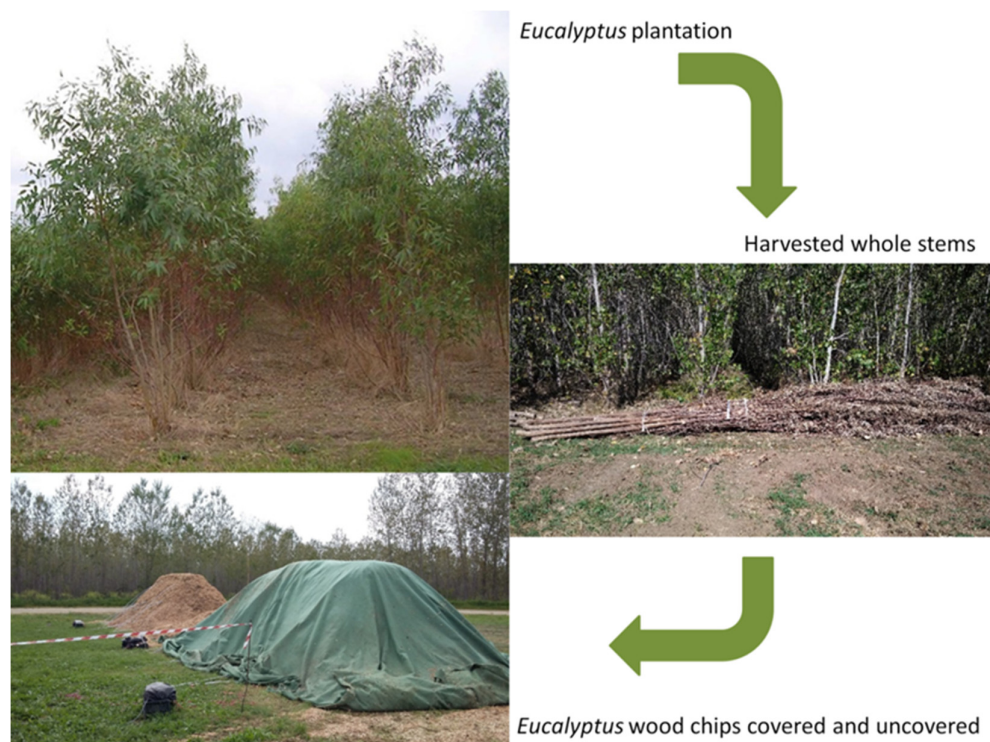 Eucalyptus plantation
Harvested whole stems
Eucalyptus wood chips covered and uncovered